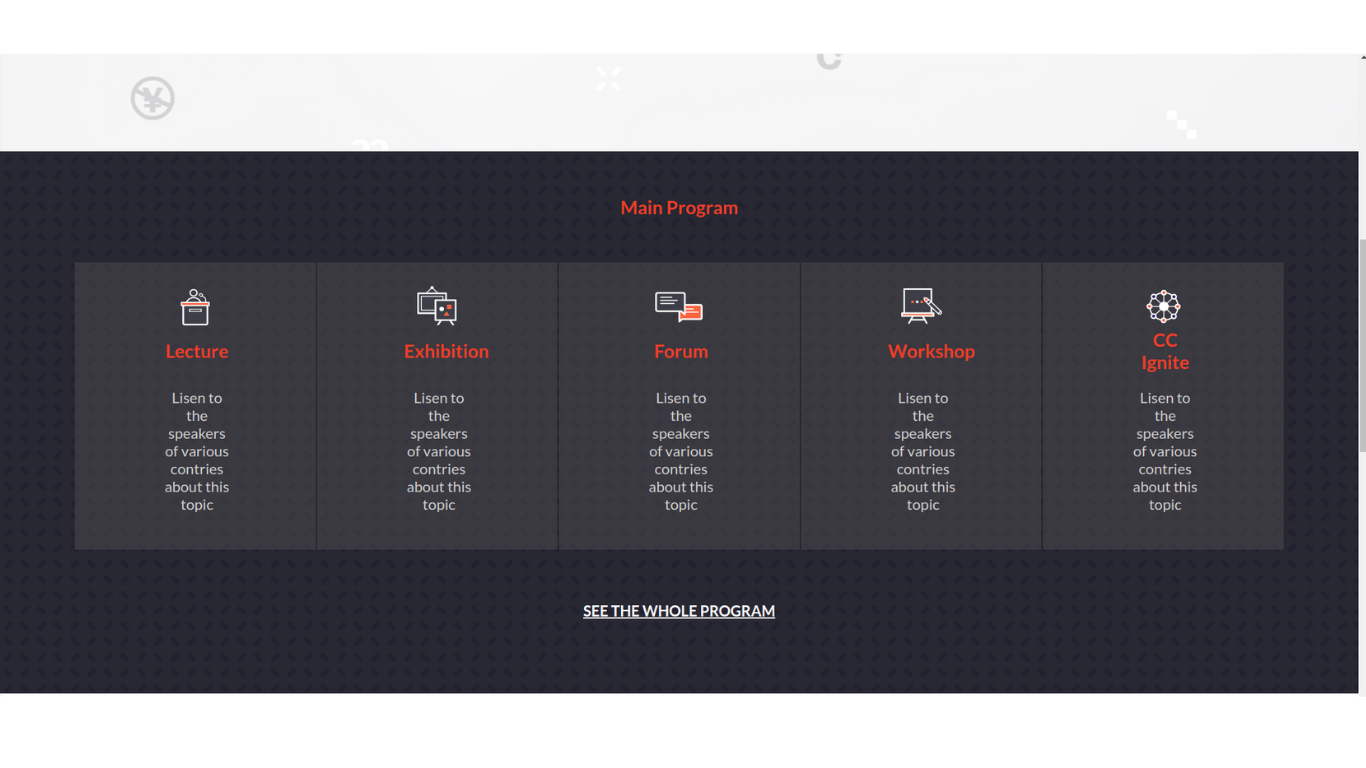 Main Program
Lecture
Lisen to
the
speakers
of various
contries
about this
topic
Exhibition
Lisen to
the
speakers
of various
contries
about this
topic
Forum
Lisen to
the
speakers
of various
contries
about this
topic
Workshop
Lisen to
the
speakers
of various
contries
about this
topic
CC
Ignite
Lisen to
the
speakers
of various
contries
about this
topic
SEE THE WHOLE PROGRAM